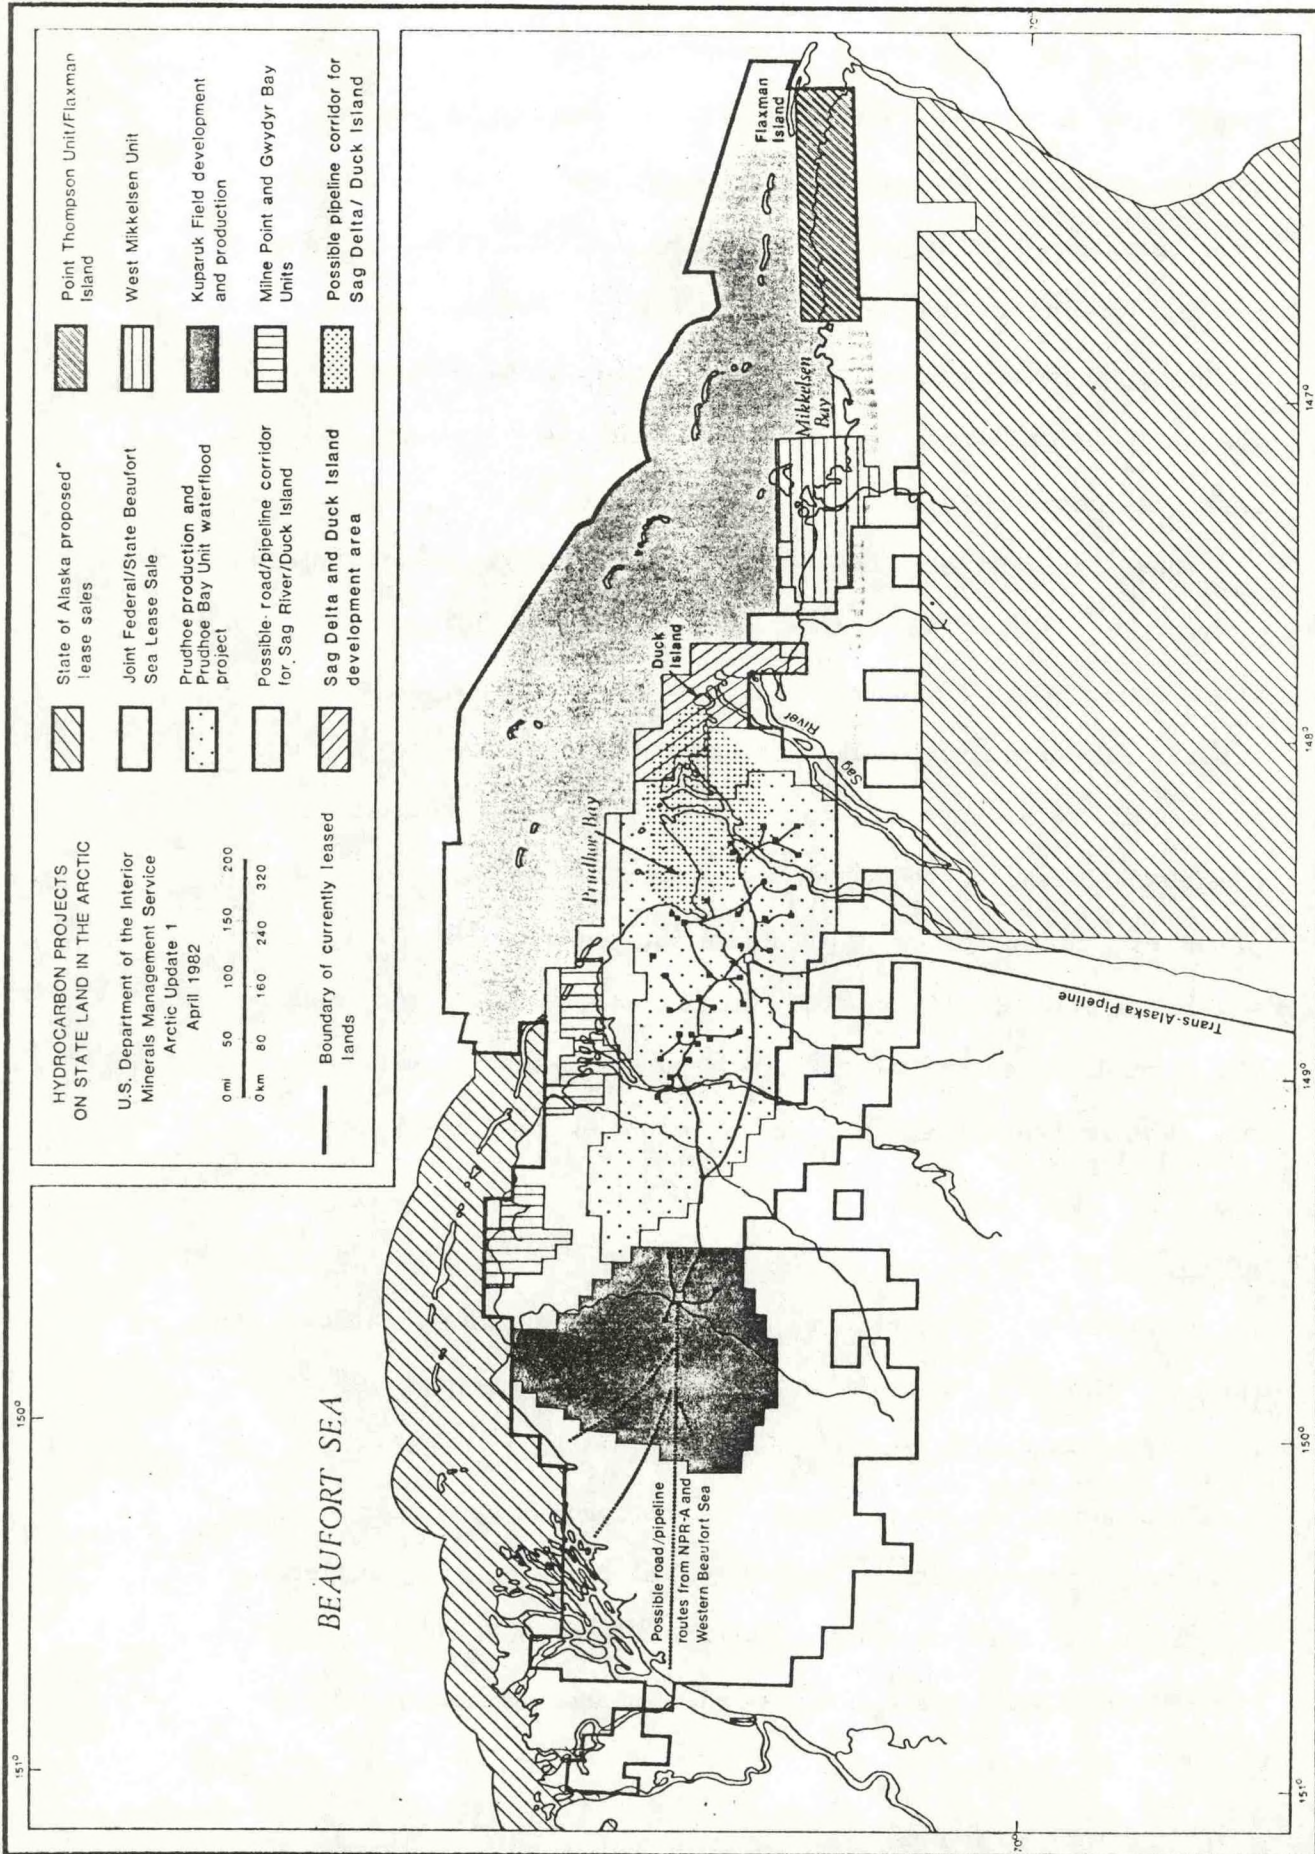 HYDROCARBON PROJECTS
ON STATE LAND IN THE ARCTIC
U.S. Department of the Interior
Minerals Management Service
Arctic Update 1
April 1982
0 mi 50 100 150 200
0 km 80 160 240 320
Boundary of currently leased
lands
State of Alaska proposed*
lease sales
Joint Federal/State Beaufort
Sea Lease Sale
Prudhoe production and
Prudhoe Bay Unit waterflood
project
Possible road/pipeline corridor
for Sag River/Duck Island
Sag Delta and Duck Island
development area
Point Thompson Unit/Flaxman
Island
West Mikkelsen Unit
Kuparuk Field development
and production
Milne Point and Gwydyr Bay
Units
Possible pipeline corridor for
Sag Delta/ Duck Island
151°
150°
BEAUFORT SEA
Possible road/pipeline
routes from NPR-A and
Western Beaufort Sea
Prudhoe Bay
Duck
Island
Sag River
Mikkelsen
Bay
Flaxman
Island
Trans-Alaska Pipeline
151°
150°
149°
148°
147°
70°